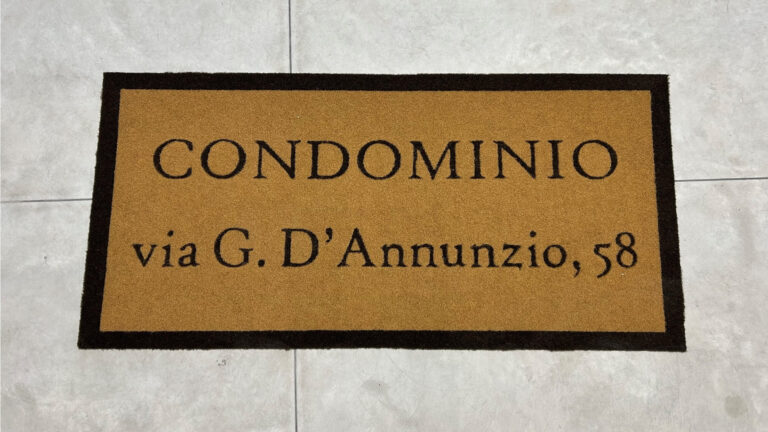 CONDOMINIO
via G. D'Annunzio, 58